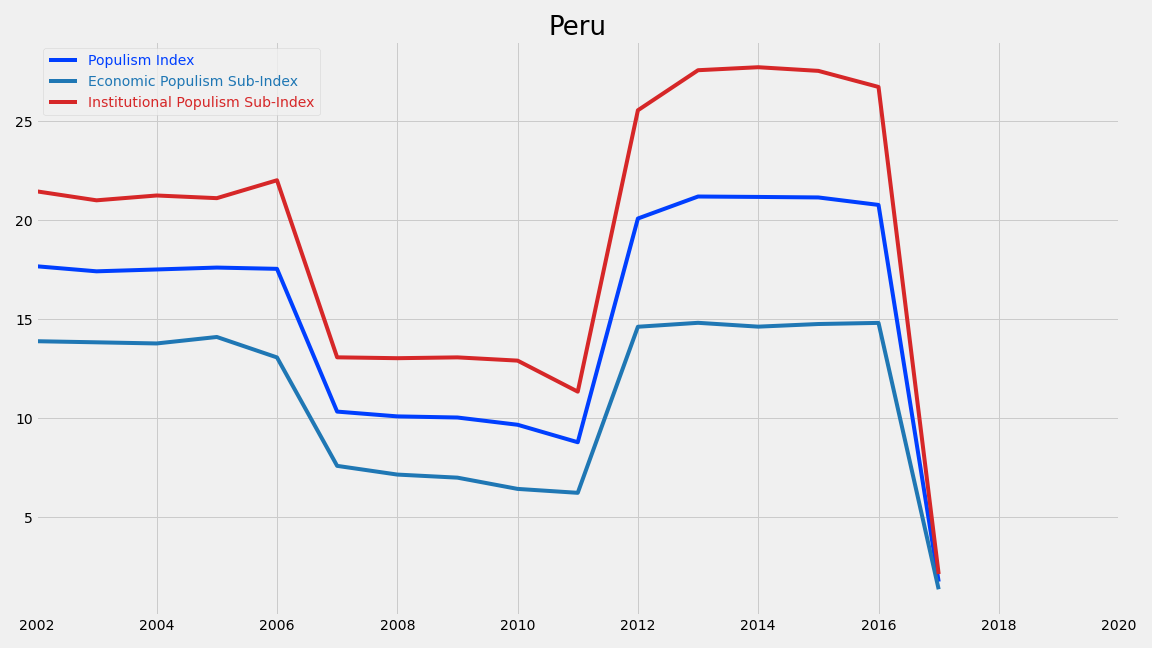 Peru
Populism Index
Economic Populism Sub-Index
Institutional Populism Sub-Index
25
20
15
10
5
2002 2004 2006 2008 2010 2012 2014 2016 2018 2020